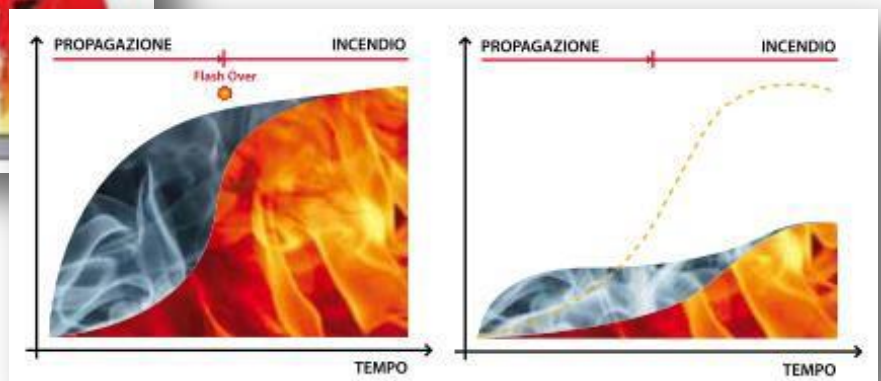 PROPAGAZIONE INCENDIO
Flash Over
TEMPO
PROPAGAZIONE INCENDIO
TEMPO